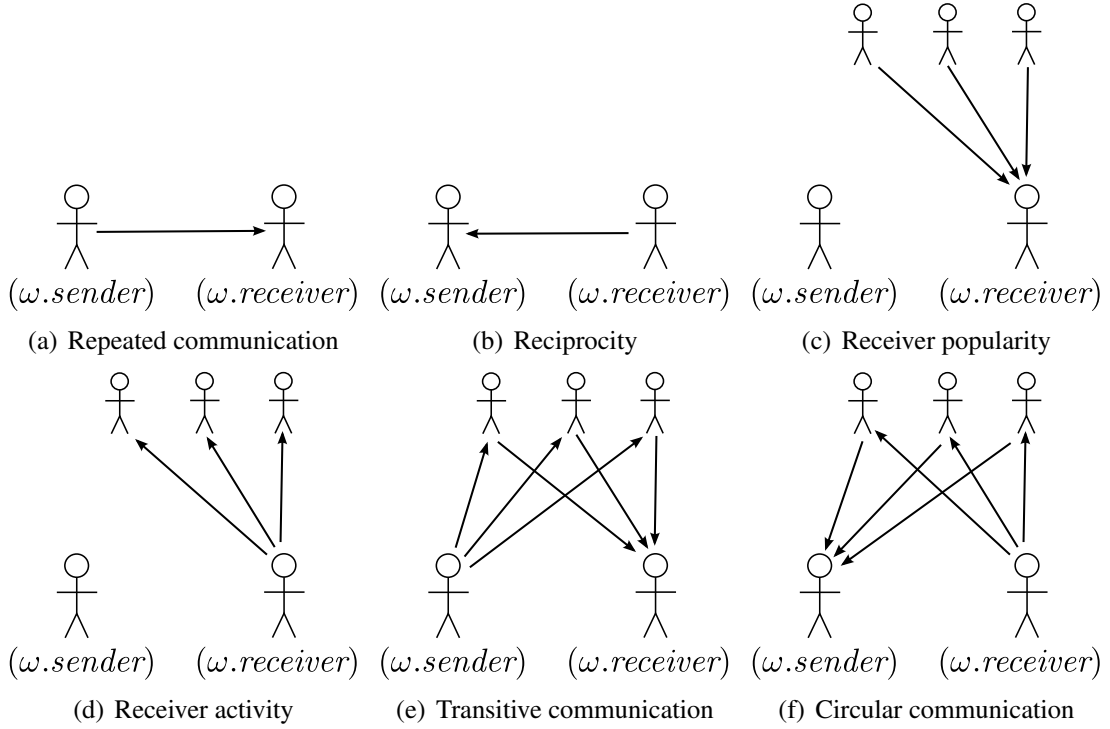 (ω.sender) (ω.receiver) (ω.sender) (ω.receiver) (ω.sender) (ω.receiver)
(a) Repeated communication (b) Reciprocity (c) Receiver popularity
(ω.sender) (ω.receiver) (ω.sender) (ω.receiver) (ω.sender) (ω.receiver)
(d) Receiver activity (e) Transitive communication (f) Circular communication